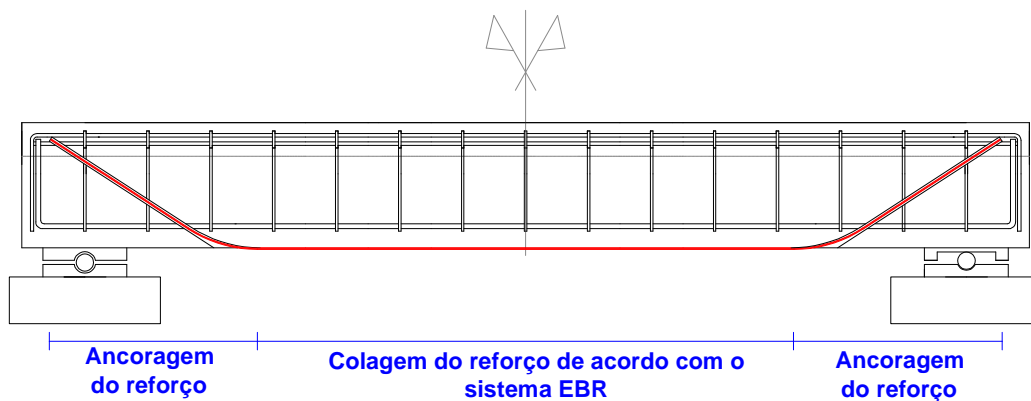 Ancoragem
do reforço
Colagem do reforço de acordo com o
sistema EBR
Ancoragem
do reforço